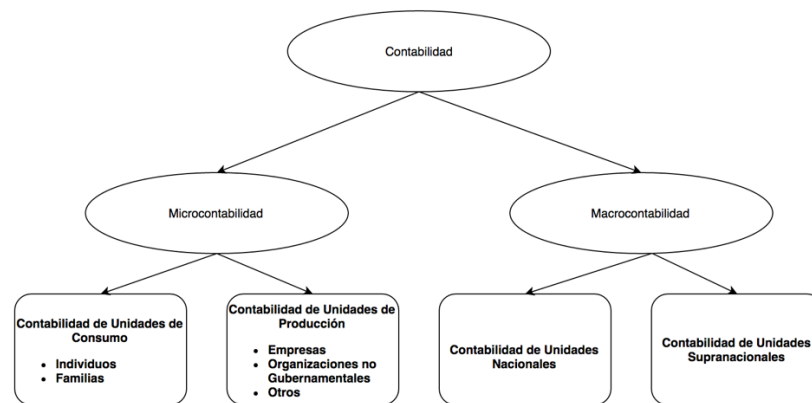 Contabilidad
Microcontabilidad
Macrocontabilidad
Contabilidad de Unidades de
Consumo
• Individuos
• Familias
Contabilidad de Unidades de
Producción
• Empresas
• Organizaciones no
Gubernamentales
• Otros
Contabilidad de Unidades
Nacionales
Contabilidad de Unidades
Supranacionales